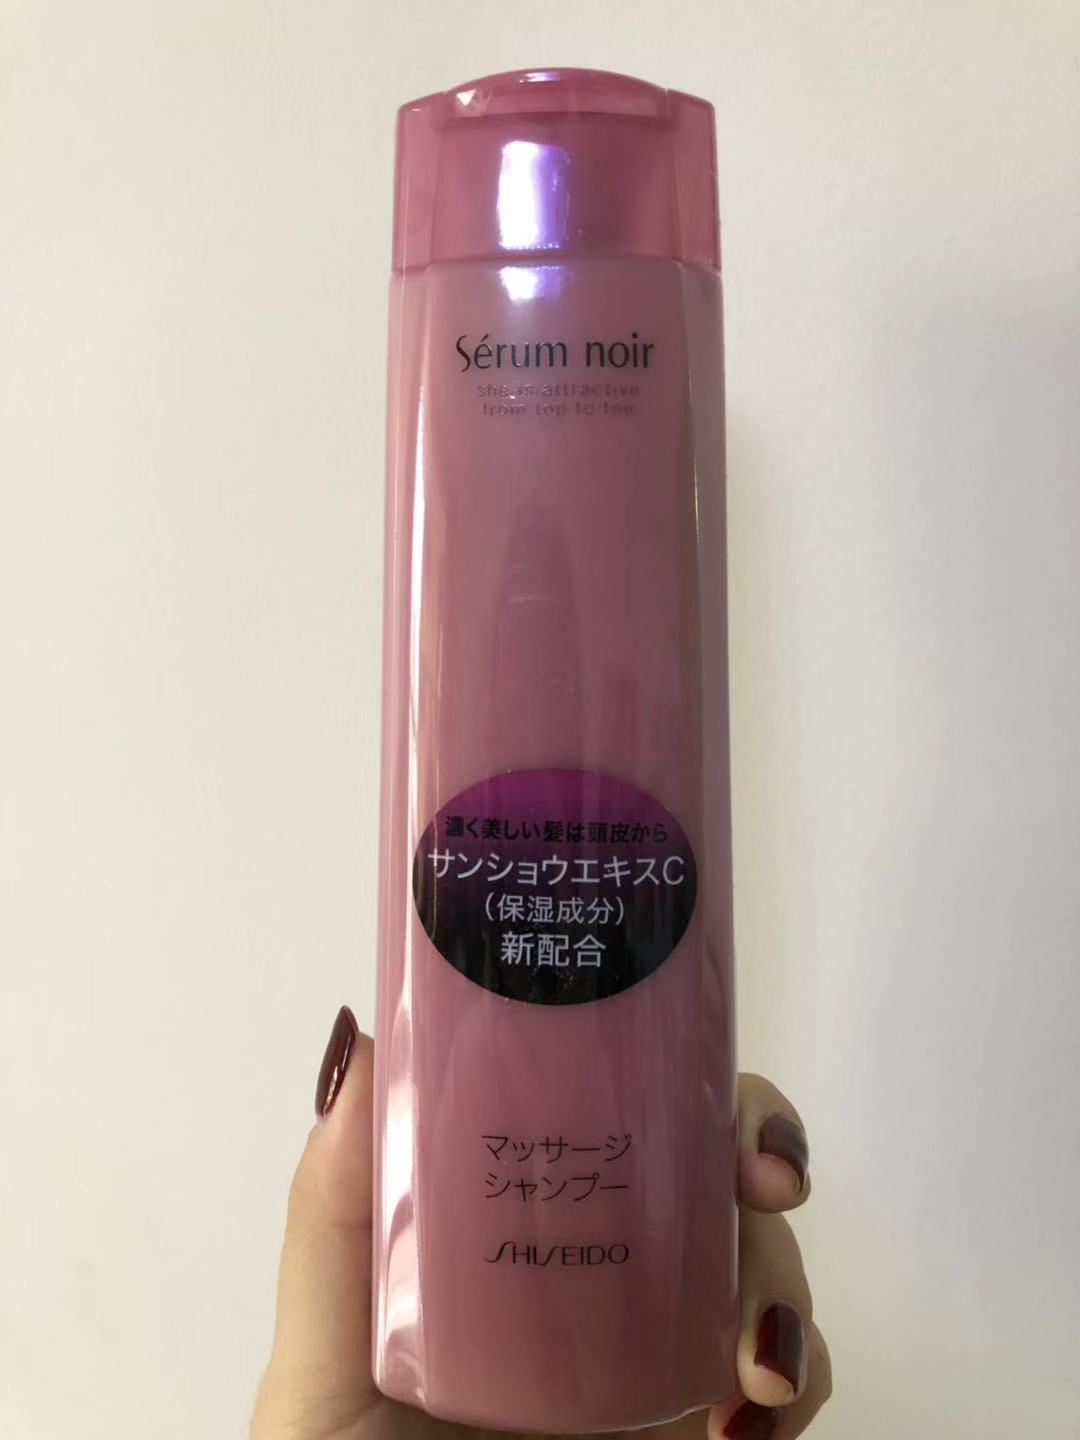 Sérum noir
she is attractive
from top to toe
濃く美しい髪は頭皮から
サンショウエキスC
(保湿成分)
新配合
マッサージ
シャンプー
SHISEIDO